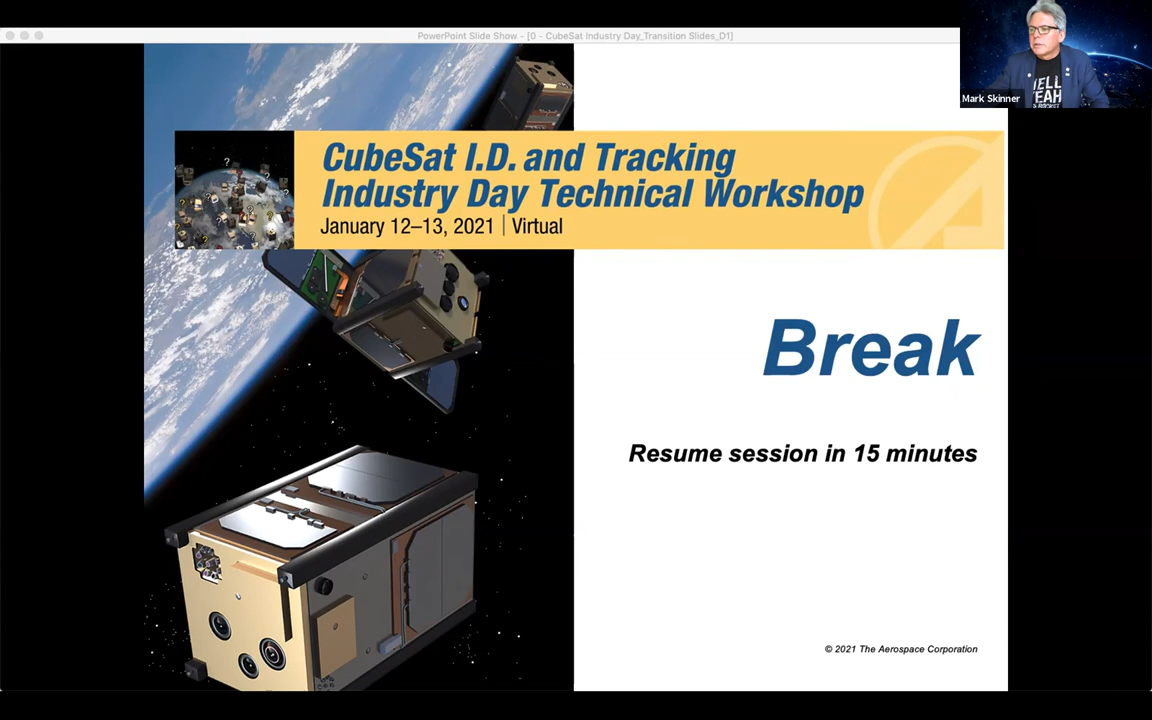 PowerPoint Slide Show - [0 - CubeSat Industry Day_Transition Slides_D1]
CubeSat I.D. and Tracking
Industry Day Technical Workshop
January 12–13, 2021 | Virtual
Break
Resume session in 15 minutes
© 2021 The Aerospace Corporation
YEAH
Mark Skinner